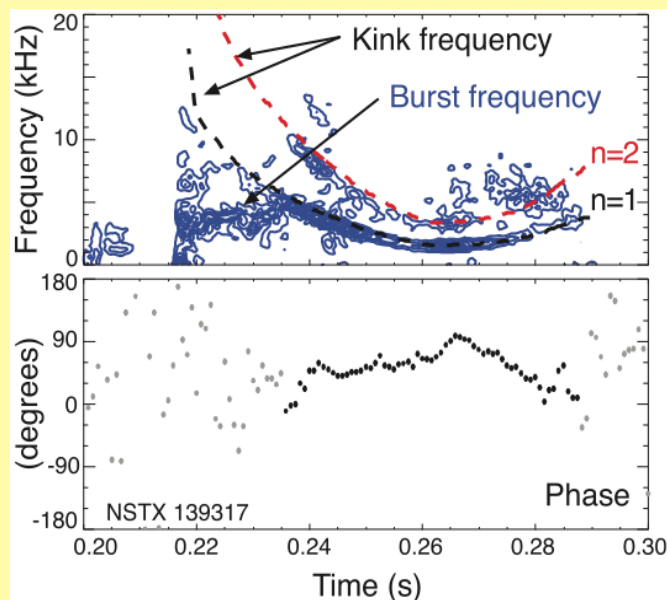 20
10
0
Frequency (kHz)
Kink frequency
Burst frequency
n=2
n=1
180
90
0
-90
-180
(degrees)
NSTX 139317
Phase
0.20 0.22 0.24 0.26 0.28 0.30
Time (s)